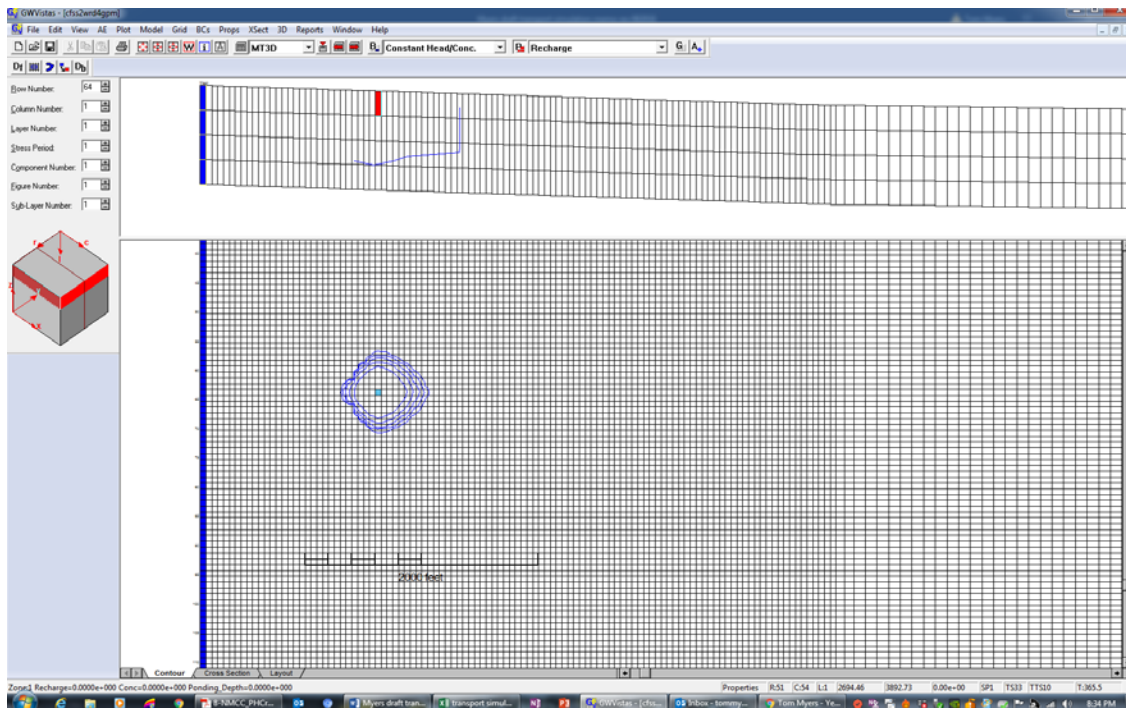 GWVistas - [cfss2wrd4gpm]
File Edit View AE Plot Model Grid BCs Props XSect 3D Reports Window Help
MT3D Constant Head/Conc. Recharge
Row Number: 64
Column Number: 1
Layer Number: 1
Stress Period: 1
Component Number: 1
Figure Number: 1
Sub-Layer Number: 1
r c
l
z
y
x
2000 feet
Contour Cross Section Layout
Zone:1 Recharge=0.0000e+000 Conc=0.0000e+000 Ponding_Depth=0.0000e+000 Properties R:51 C:54 L:1 2694.46 3892.73 0.00e+00 SP1 TS33 TTS10 T:365.5
8-NMCC_PHCr... Myers draft tran... transport simul... GWVistas - [cfss... Inbox - tommy... Tom Myers - Ye... 8:34 PM